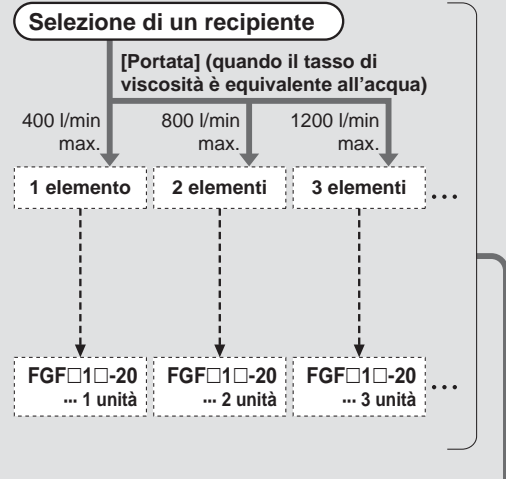 Selezione di un recipiente
[Portata] (quando il tasso di
viscosità è equivalente all'acqua)
400 l/min
max.
800 l/min
max.
1200 l/min
max.
1 elemento
2 elementi
3 elementi
...
FGF□1□-20
... 1 unità
FGF□1□-20
... 2 unità
FGF□1□-20
... 3 unità
...